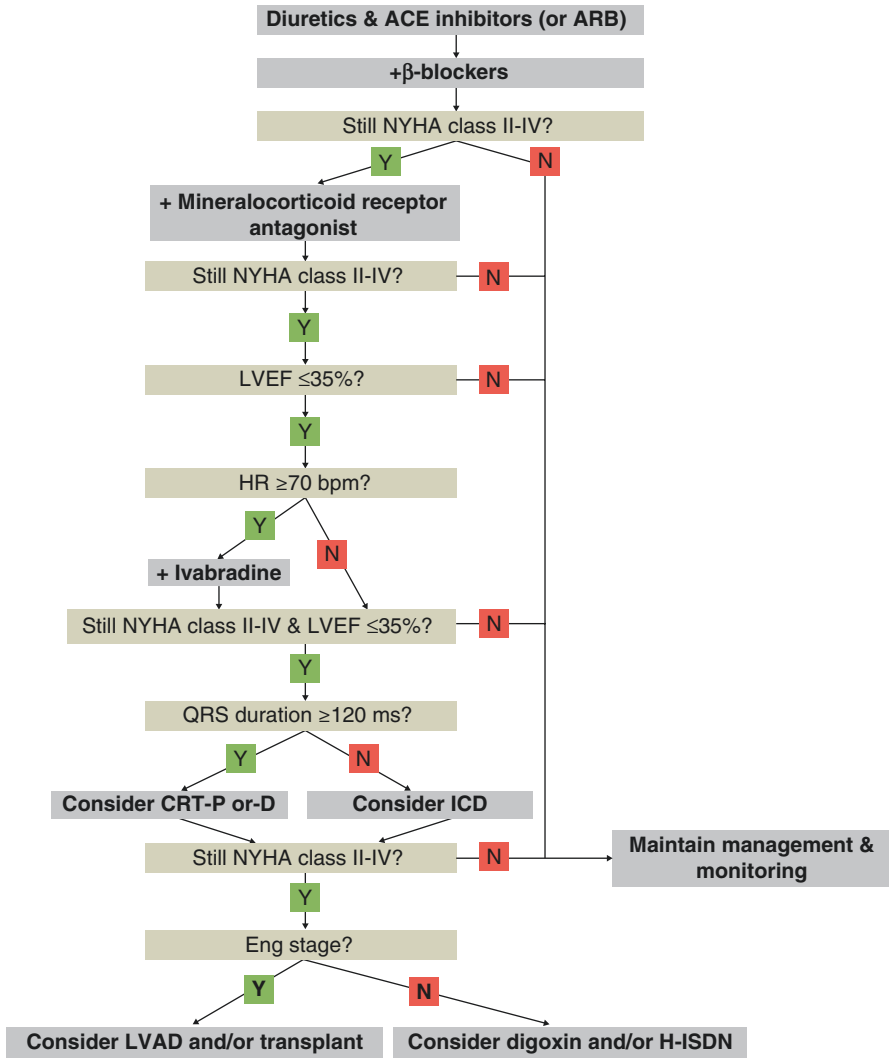 Diuretics & ACE inhibitors (or ARB)
+β-blockers
Still NYHA class II-IV?
Y
N
+ Mineralocorticoid receptor
antagonist
Still NYHA class II-IV?
N
Y
LVEF ≤35%?
N
Y
HR ≥70 bpm?
Y
N
+ Ivabradine
Still NYHA class II-IV & LVEF ≤35%?
N
Y
QRS duration ≥120 ms?
Y
N
Consider CRT-P or-D
Consider ICD
Still NYHA class II-IV?
N
Maintain management &
monitoring
Y
Eng stage?
Y
N
Consider LVAD and/or transplant
Consider digoxin and/or H-ISDN